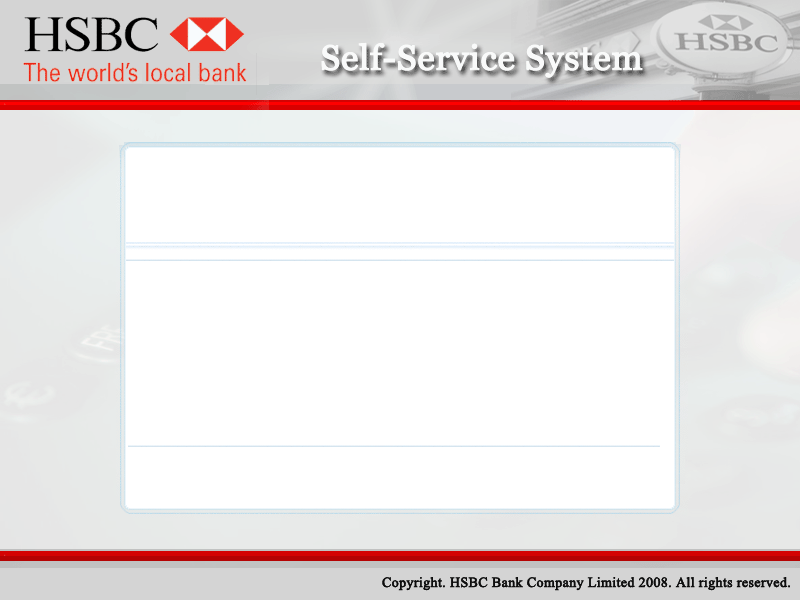 HSBC
The world's local bank
Self-Service System
HSBC
Copyright. HSBC Bank Company Limited 2008. All rights reserved.